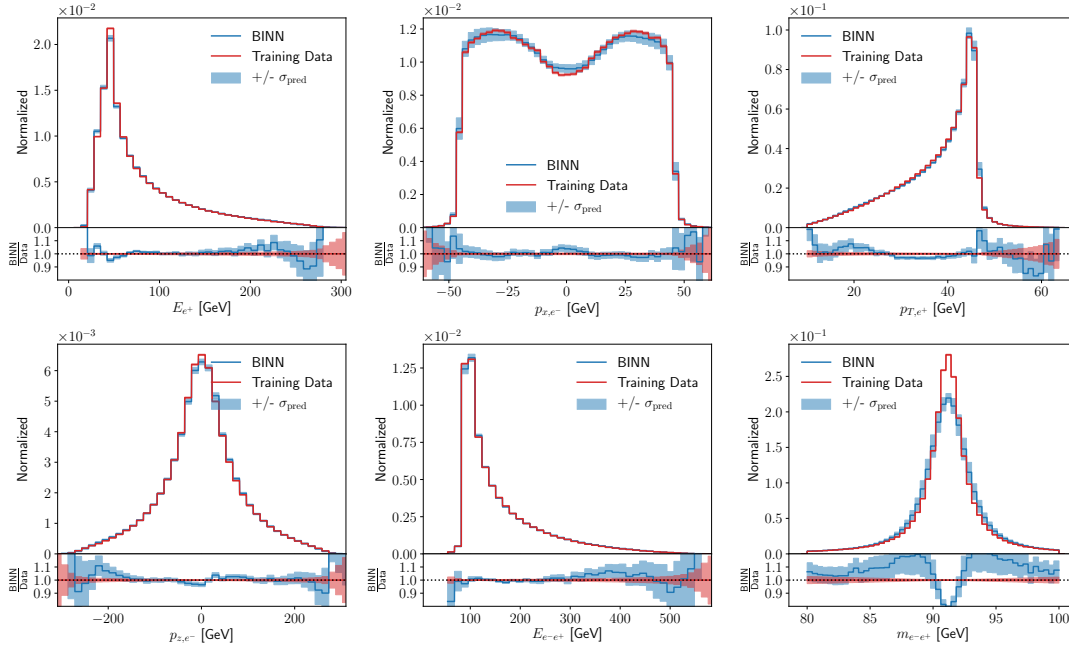 ×10⁻²
2.0
1.5
1.0
0.5
0.0
Normalized
BINN
Training Data
+/- σ_pred
1.1
1.0
0.9
BINN
Data
0
100
200
300
E_{e⁺} [GeV]
×10⁻²
1.2
1.0
0.8
0.6
0.4
0.2
0.0
Normalized
BINN
Training Data
+/- σ_pred
1.1
1.0
0.9
BINN
Data
−50
−25
0
25
50
p_{x,e⁻} [GeV]
×10⁻¹
1.0
0.8
0.6
0.4
0.2
0.0
Normalized
BINN
Training Data
+/- σ_pred
1.1
1.0
0.9
BINN
Data
20
40
60
p_{T,e⁺} [GeV]
×10⁻³
6
5
4
3
2
1
0
Normalized
BINN
Training Data
+/- σ_pred
1.1
1.0
0.9
BINN
Data
−200
0
200
p_{z,e⁻} [GeV]
×10⁻²
1.25
1.00
0.75
0.50
0.25
0.00
Normalized
BINN
Training Data
+/- σ_pred
1.1
1.0
0.9
BINN
Data
100
200
300
400
500
E_{e⁻e⁺} [GeV]
×10⁻¹
2.5
2.0
1.5
1.0
0.5
0.0
Normalized
BINN
Training Data
+/- σ_pred
1.1
1.0
0.9
BINN
Data
80
85
90
95
100
m_{e⁻e⁺} [GeV]